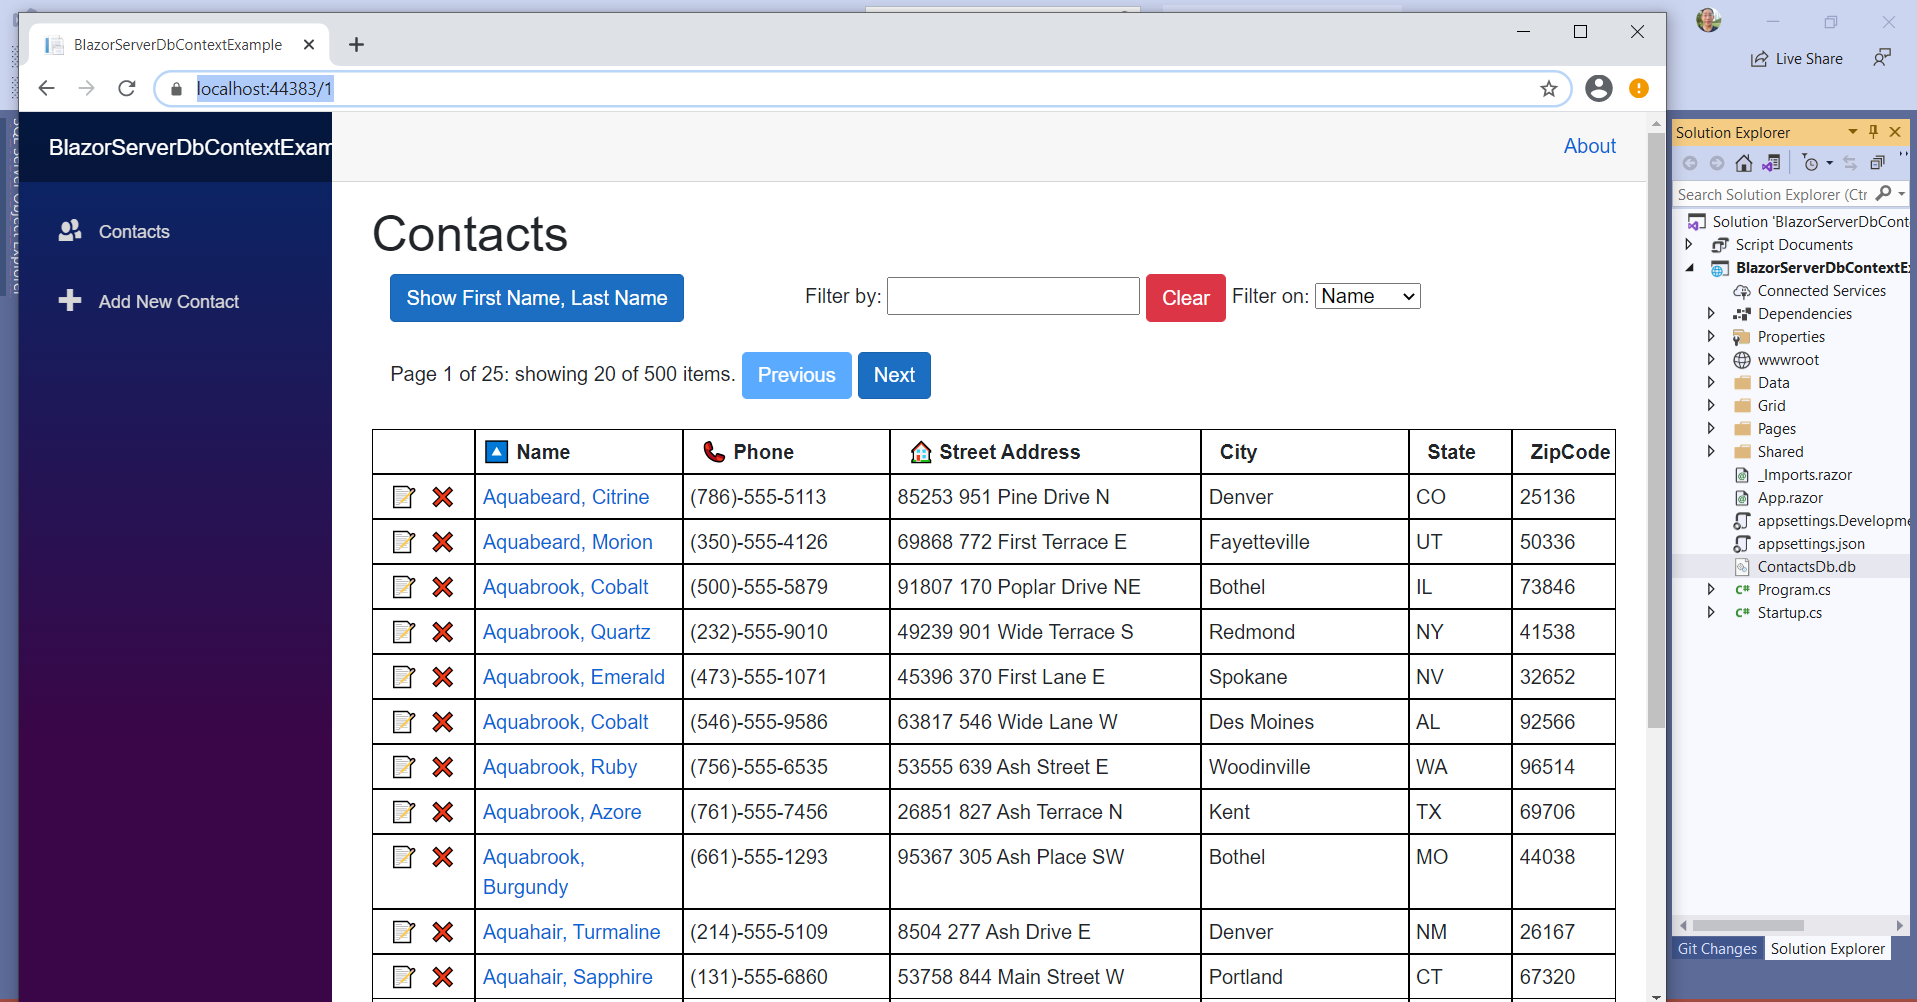 BlazorServerDbContextExample
localhost:44383/1
Live Share
BlazorServerDbContextExam
About
Contacts
Add New Contact
Contacts
Show First Name, Last Name
Filter by:
Clear
Filter on:
Name
Page 1 of 25: showing 20 of 500 items.
Previous
Next
Name Phone Street Address City State ZipCode
Aquabeard, Citrine (786)-555-5113 85253 951 Pine Drive N Denver CO 25136
Aquabeard, Morion (350)-555-4126 69868 772 First Terrace E Fayetteville UT 50336
Aquabrook, Cobalt (500)-555-5879 91807 170 Poplar Drive NE Bothel IL 73846
Aquabrook, Quartz (232)-555-9010 49239 901 Wide Terrace S Redmond NY 41538
Aquabrook, Emerald (473)-555-1071 45396 370 First Lane E Spokane NV 32652
Aquabrook, Cobalt (546)-555-9586 63817 546 Wide Lane W Des Moines AL 92566
Aquabrook, Ruby (756)-555-6535 53555 639 Ash Street E Woodinville WA 96514
Aquabrook, Azore (761)-555-7456 26851 827 Ash Terrace N Kent TX 69706
Aquabrook, (661)-555-1293 95367 305 Ash Place SW Bothel MO 44038
Burgundy
Aquahair, Turmaline (214)-555-5109 8504 277 Ash Drive E Denver NM 26167
Aquahair, Sapphire (131)-555-6860 53758 844 Main Street W Portland CT 67320
Solution Explorer
Search Solution Explorer (Ctr
Solution 'BlazorServerDbCont
Script Documents
BlazorServerDbContextE
Connected Services
Dependencies
Properties
wwwroot
Data
Grid
Pages
Shared
_Imports.razor
App.razor
appsettings.Developme
appsettings.json
ContactsDb.db
C# Program.cs
C# Startup.cs
Git Changes
Solution Explorer